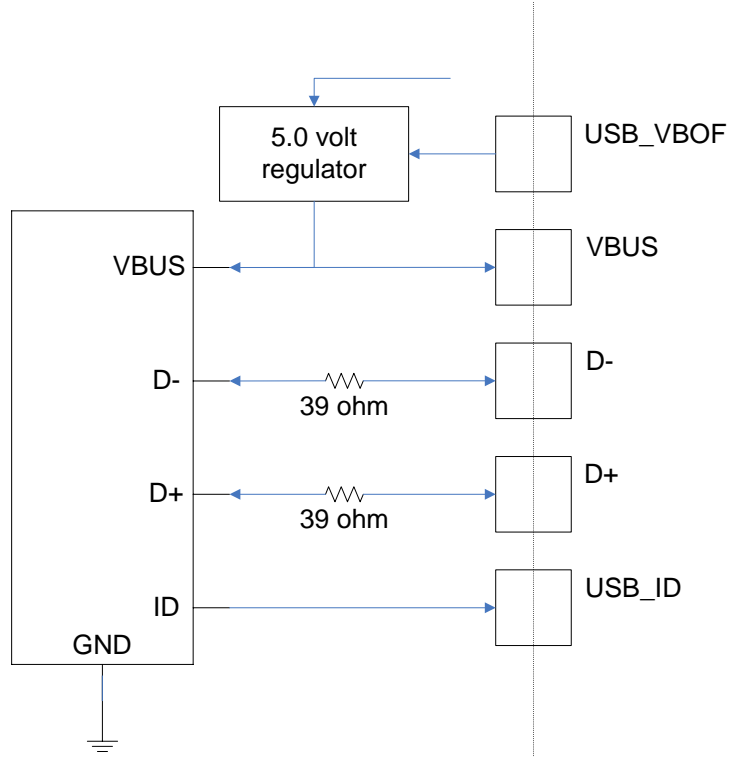 5.0 volt
regulator
USB_VBOF
VBUS
VBUS
D-
D-
39 ohm
D+
D+
39 ohm
ID
USB_ID
GND